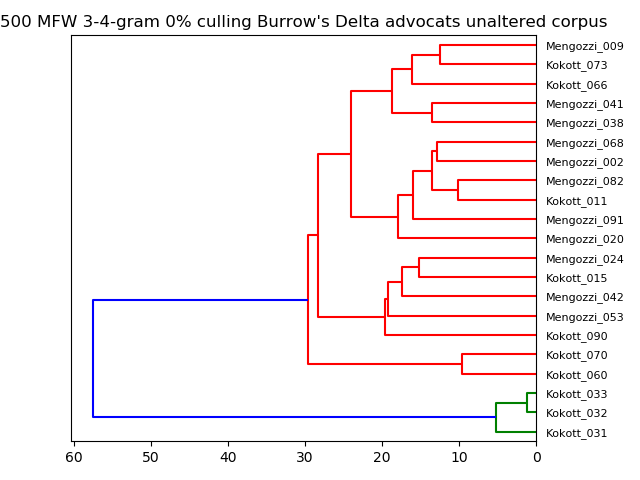 500 MFW 3-4-gram 0% culling Burrow's Delta advocats unaltered corpus
Mengozzi_009
Kokott_073
Kokott_066
Mengozzi_041
Mengozzi_038
Mengozzi_068
Mengozzi_002
Mengozzi_082
Kokott_011
Mengozzi_091
Mengozzi_020
Mengozzi_024
Kokott_015
Mengozzi_042
Mengozzi_053
Kokott_090
Kokott_070
Kokott_060
Kokott_033
Kokott_032
Kokott_031
60 50 40 30 20 10 0